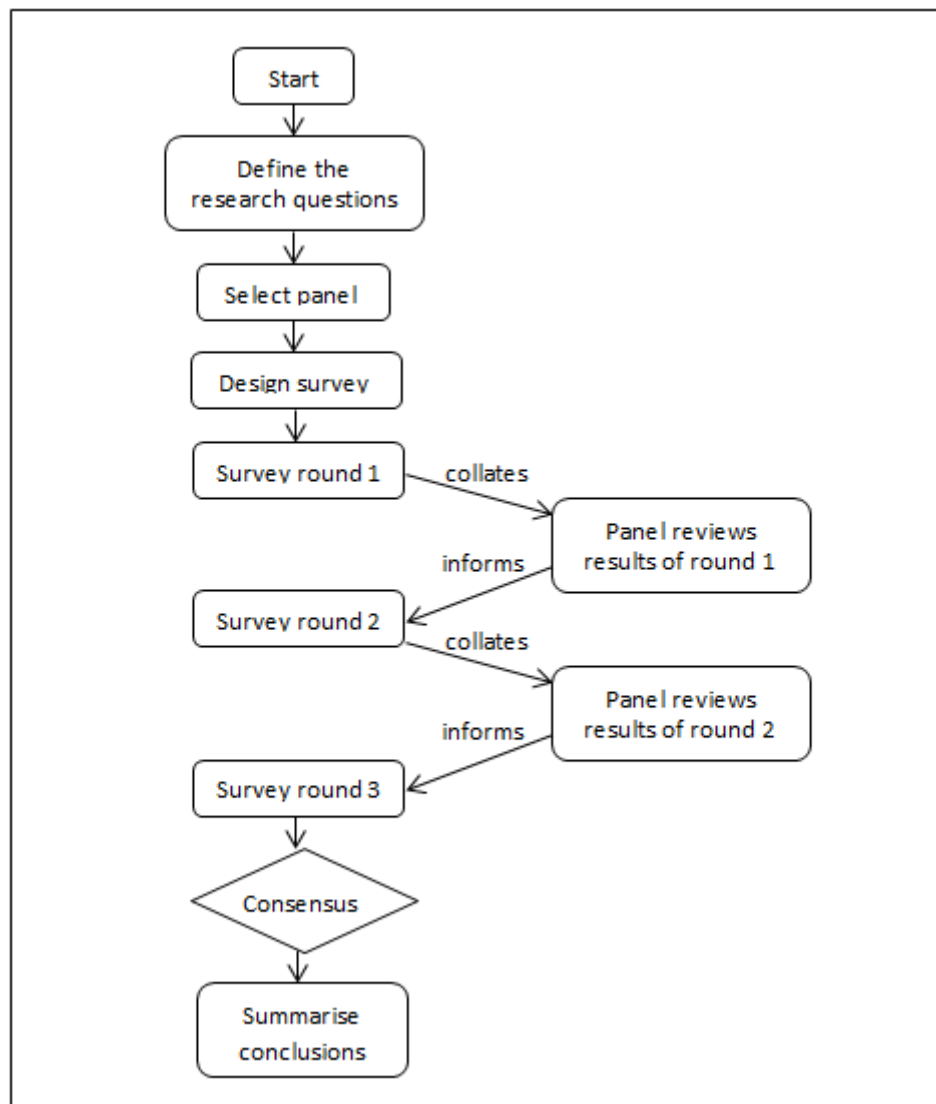 Start
Define the
research questions
Select panel
Design survey
Survey round 1
collates
Panel reviews
results of round 1
informs
Survey round 2
collates
Panel reviews
results of round 2
informs
Survey round 3
Consensus
Summarise
conclusions